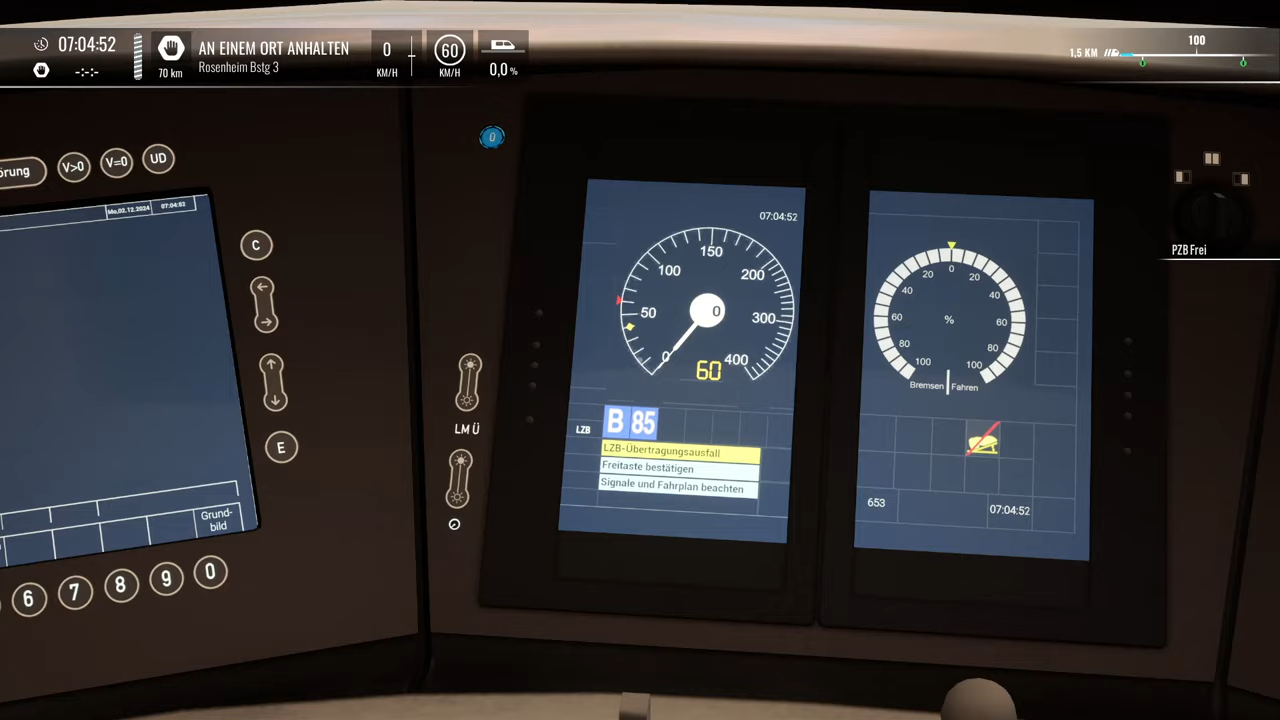 07:04:52
-:-:-
70 km
AN EINEM ORT ANHALTEN
Rosenheim Bstg 3
0
KM/H
60
KM/H
0,0 %
1,5 KM
100
örung
V>0
V=0
UD
Mo,02.12.2024
07:04:52
C
E
Grund-
bild
6
7
8
9
0
LM Ü
0
07:04:52
0
50
100
150
200
300
400
0
60
LZB
B
85
LZB-Übertragungsausfall
Freitaste bestätigen
Signale und Fahrplan beachten
0
20
20
40
40
60
60
80
80
100
100
%
Bremsen
Fahren
653
07:04:52
PZB Frei